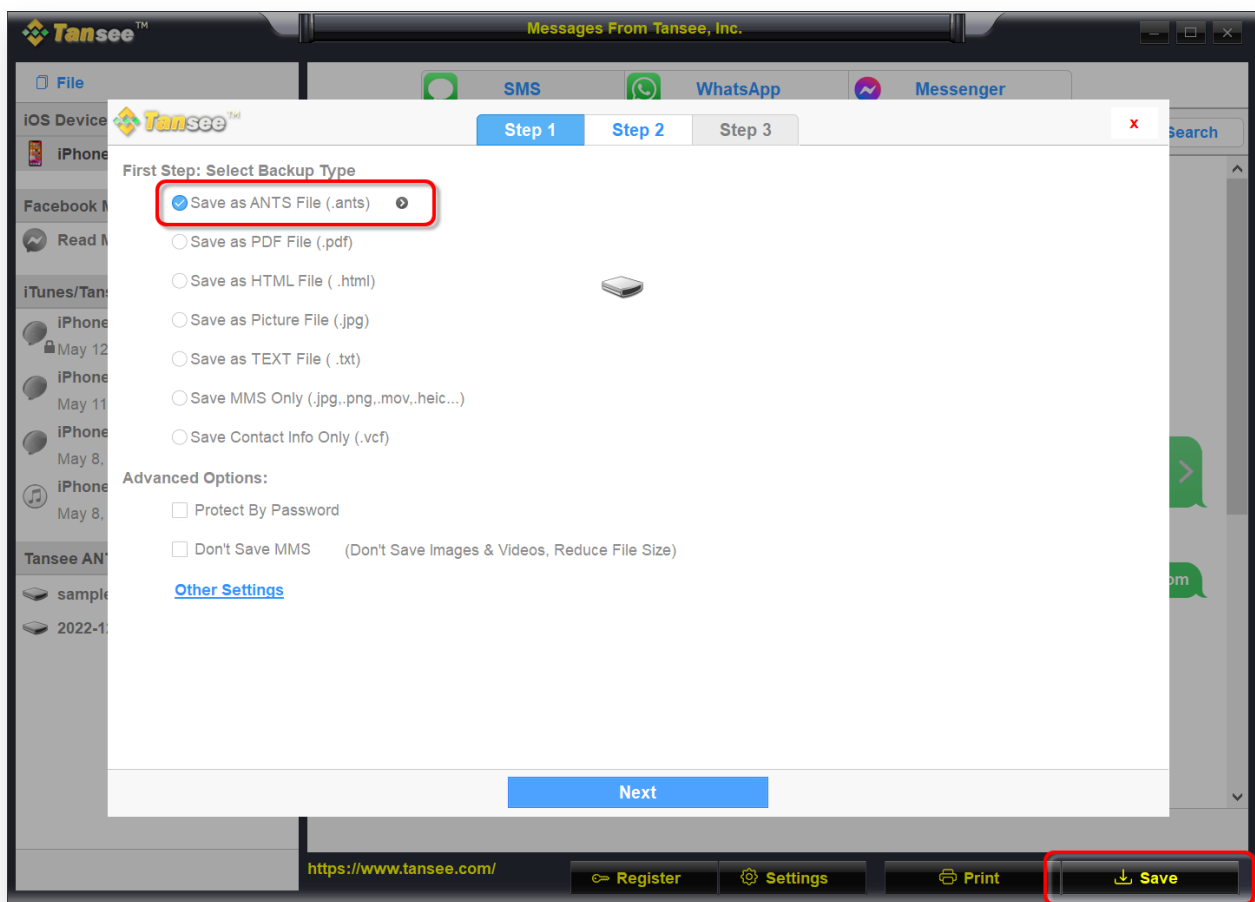 Tansee™
Messages From Tansee, Inc.
File
SMS
WhatsApp
Messenger
iOS Device
Search
iPhone
Tansee™
Step 1
Step 2
Step 3
x
First Step: Select Backup Type
Save as ANTS File (.ants)
Save as PDF File (.pdf)
Save as HTML File ( .html)
Save as Picture File (.jpg)
Save as TEXT File ( .txt)
Save MMS Only (.jpg,.png,.mov,.heic...)
Save Contact Info Only (.vcf)
Advanced Options:
Protect By Password
Don't Save MMS (Don't Save Images & Videos, Reduce File Size)
Other Settings
Next
Facebook
Read
iTunes/Tans
iPhone
May 12
iPhone
May 11
iPhone
May 8,
iPhone
May 8,
Tansee AN
sample
2022-1
om
https://www.tansee.com/
Register
Settings
Print
Save